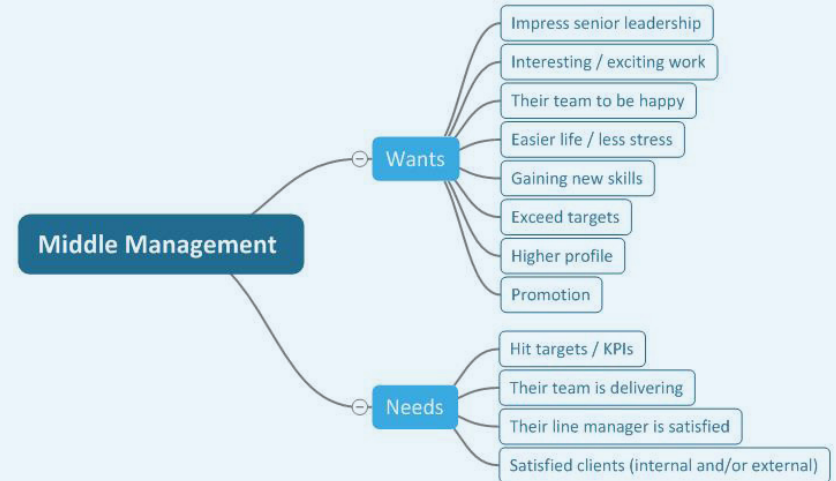 Middle Management
Wants
Impress senior leadership
Interesting / exciting work
Their team to be happy
Easier life / less stress
Gaining new skills
Exceed targets
Higher profile
Promotion
Needs
Hit targets / KPIs
Their team is delivering
Their line manager is satisfied
Satisfied clients (internal and/or external)